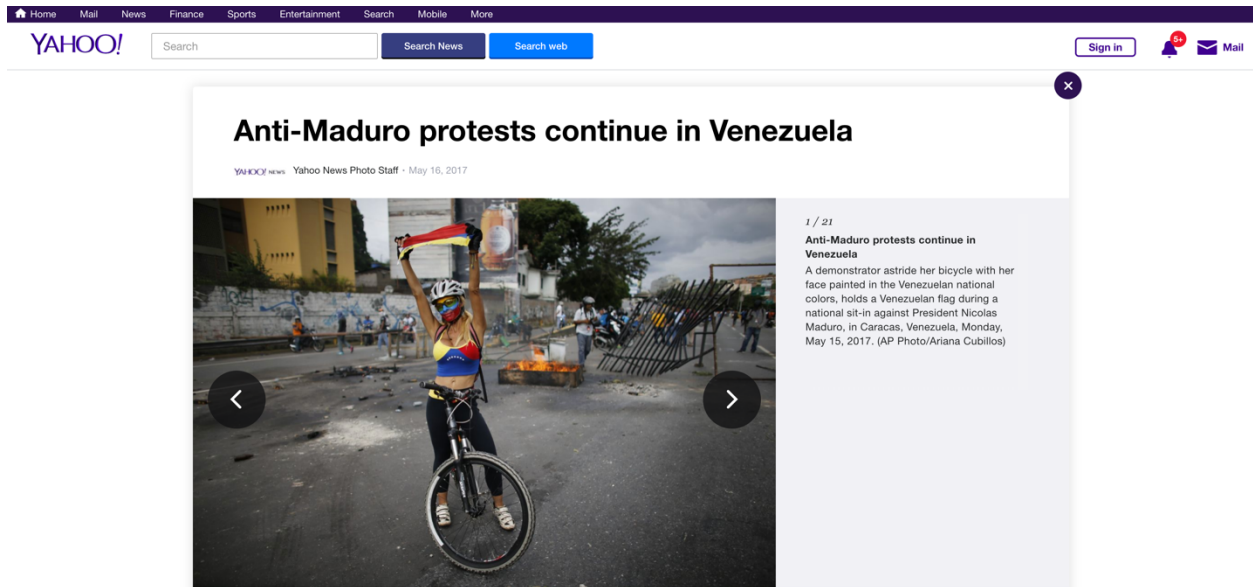 Home Mail News Finance Sports Entertainment Search Mobile More
YAHOO!
Search
Search News
Search web
Sign in
5+
Mail
Anti-Maduro protests continue in Venezuela
YAHOO! NEWS Yahoo News Photo Staff • May 16, 2017
1 / 21
Anti-Maduro protests continue in
Venezuela
A demonstrator astride her bicycle with her
face painted in the Venezuelan national
colors, holds a Venezuelan flag during a
national sit-in against President Nicolas
Maduro, in Caracas, Venezuela, Monday,
May 15, 2017. (AP Photo/Ariana Cubillos)